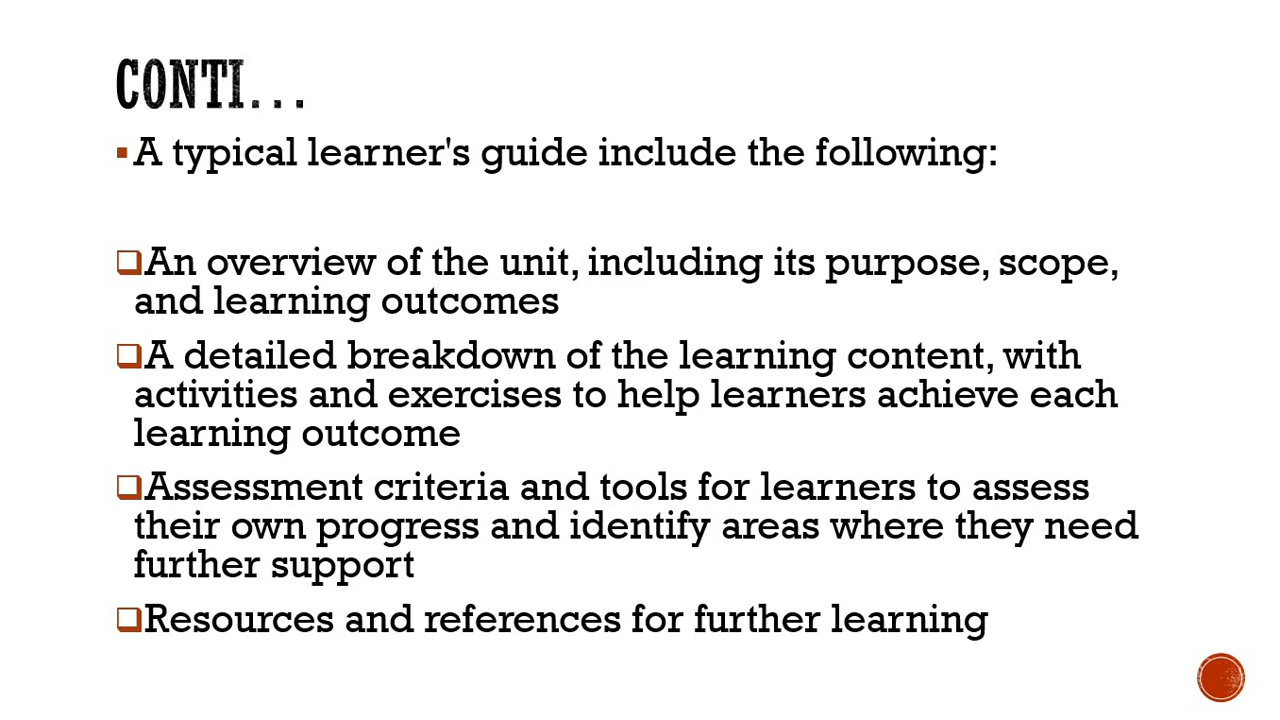 CONTI...
▪A typical learner's guide include the following:
❑An overview of the unit, including its purpose, scope,
and learning outcomes
❑A detailed breakdown of the learning content, with
activities and exercises to help learners achieve each
learning outcome
❑Assessment criteria and tools for learners to assess
their own progress and identify areas where they need
further support
❑Resources and references for further learning